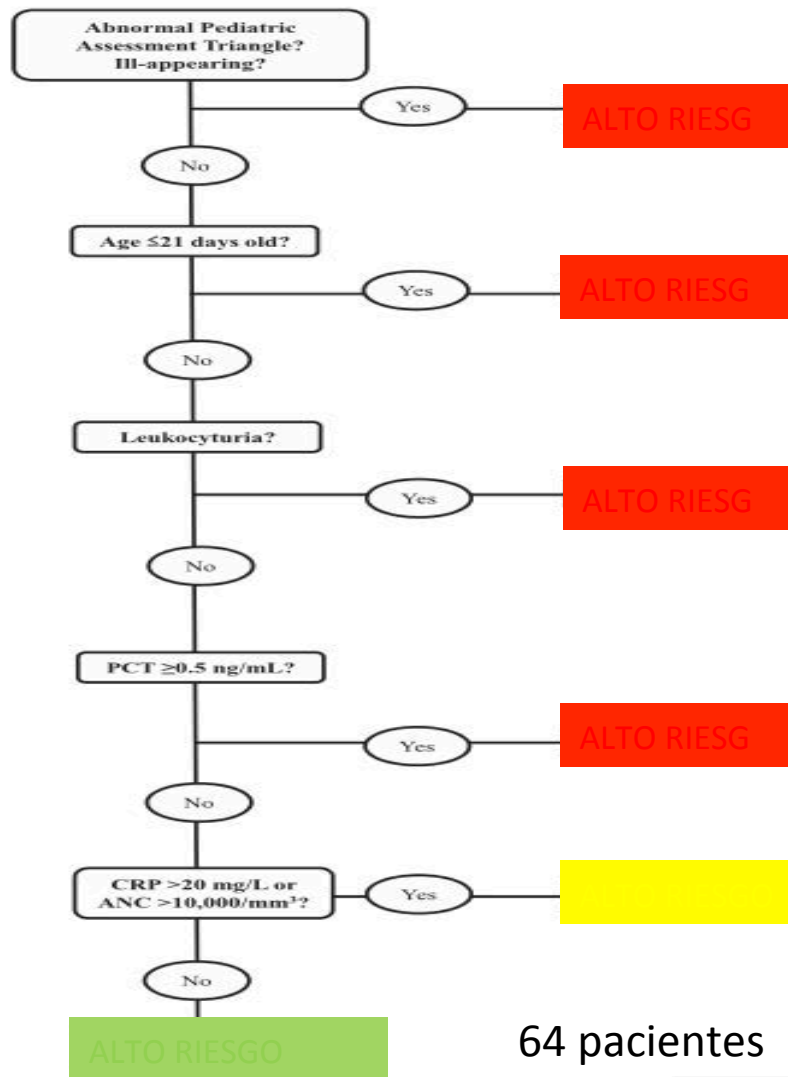 Abnormal Pediatric
Assessment Triangle?
Ill-appearing?
Yes
ALTO RIESG
No
Age ≤21 days old?
Yes
ALTO RIESG
No
Leukocyturia?
Yes
ALTO RIESG
No
PCT ≥0.5 ng/mL?
Yes
ALTO RIESG
No
CRP >20 mg/L or
ANC >10,000/mm³?
Yes
No
ALTO RIESGO
64 pacientes